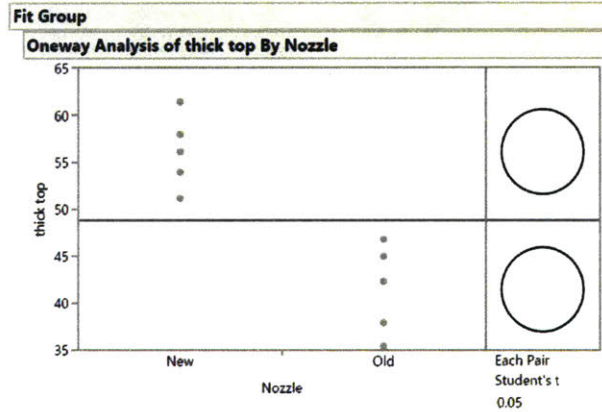 Fit Group
Oneway Analysis of thick top By Nozzle
65
60
55
50
45
40
35
thick top
New
Old
Nozzle
Each Pair
Student's t
0.05